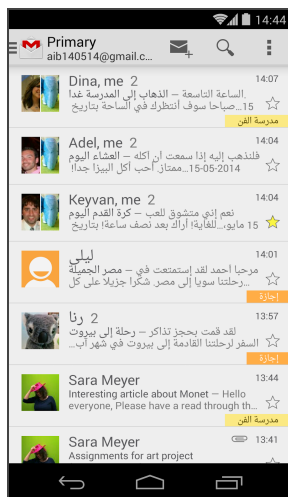 14:44
Primary
aib140514@gmail.c...
Dina, me 2 14:07
الساعة التاسعة – الذهاب إلى المدرسة غدا.
صباحا سوف أنتظرك في الساحة بتاريخ 15...
مدرسة الفن
Adel, me 2 14:04
فلنذهب إليه إذا سمعت ان اكله – العشاء اليوم
ممتاز. أحب أكل البيزا جدا! 15-05-2014...
Keyvan, me 2 14:04
نعم إني متشوق للعب – كرة القدم اليوم
للغاية! أراك بعد نصف ساعة! بتاريخ 15 مايو،...
ليلى 14:01
مرحبا أحمد لقد إستمتعت في – مصر الجميلة
رحلتنا سويا إلى مصر. شكرا جزيلا على كل...
إجازة
رنا 2 13:57
لقد قمت بحجز تذاكر – رحلة إلى بيروت
السفر لرحلتنا القادمة إلى بيروت في شهر آب...
إجازة
Sara Meyer 13:44
Interesting article about Monet – Hello
everyone, Please have a read through th...
مدرسة الفن
Sara Meyer 13:41
Assignments for art project